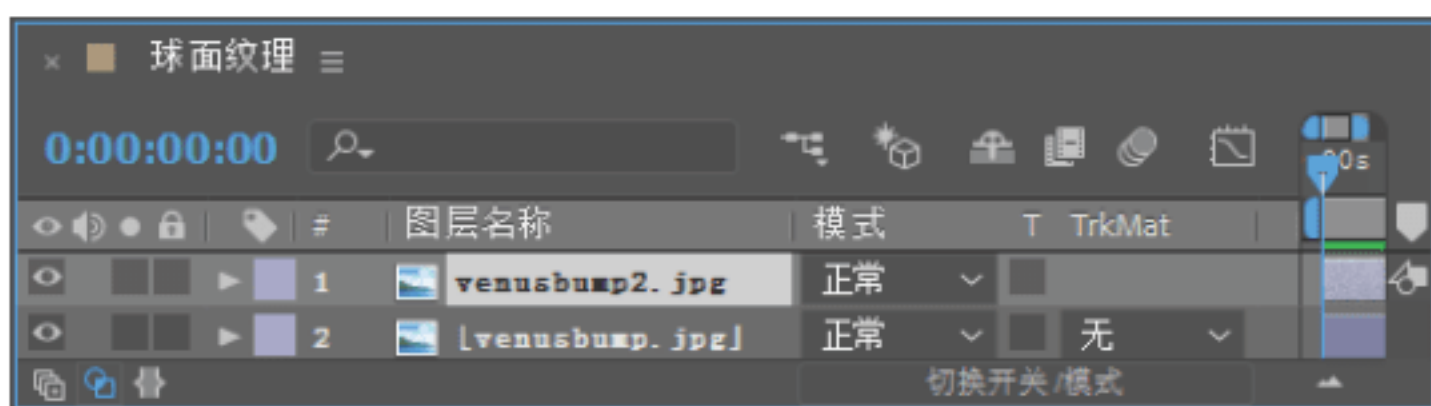 × 球面纹理
0:00:00:00
00s
# 图层名称 模式 T TrkMat
1 venusbump2.jpg 正常
2 [venusbump.jpg] 正常 无
切换开关/模式